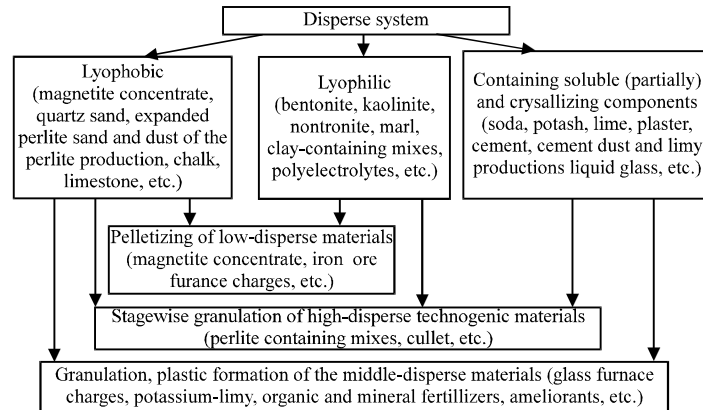 Disperse system
Lyophobic
(magnetite concentrate,
quartz sand, expanded
perlite sand and dust of the
perlite production, chalk,
limestone, etc.)
Lyophilic
(bentonite, kaolinite,
nontronite, marl,
clay-containing mixes,
polyelectrolytes, etc.)
Containing soluble (partially)
and crysallizing components
(soda, potash, lime, plaster,
cement, cement dust and limy
productions liquid glass, etc.)
Pelletizing of low-disperse materials
(magnetite concentrate, iron ore
furance charges, etc.)
Stagewise granulation of high-disperse technogenic materials
(perlite containing mixes, cullet, etc.)
Granulation, plastic formation of the middle-disperse materials (glass furnace
charges, potassium-limy, organic and mineral fertillizers, ameliorants, etc.)